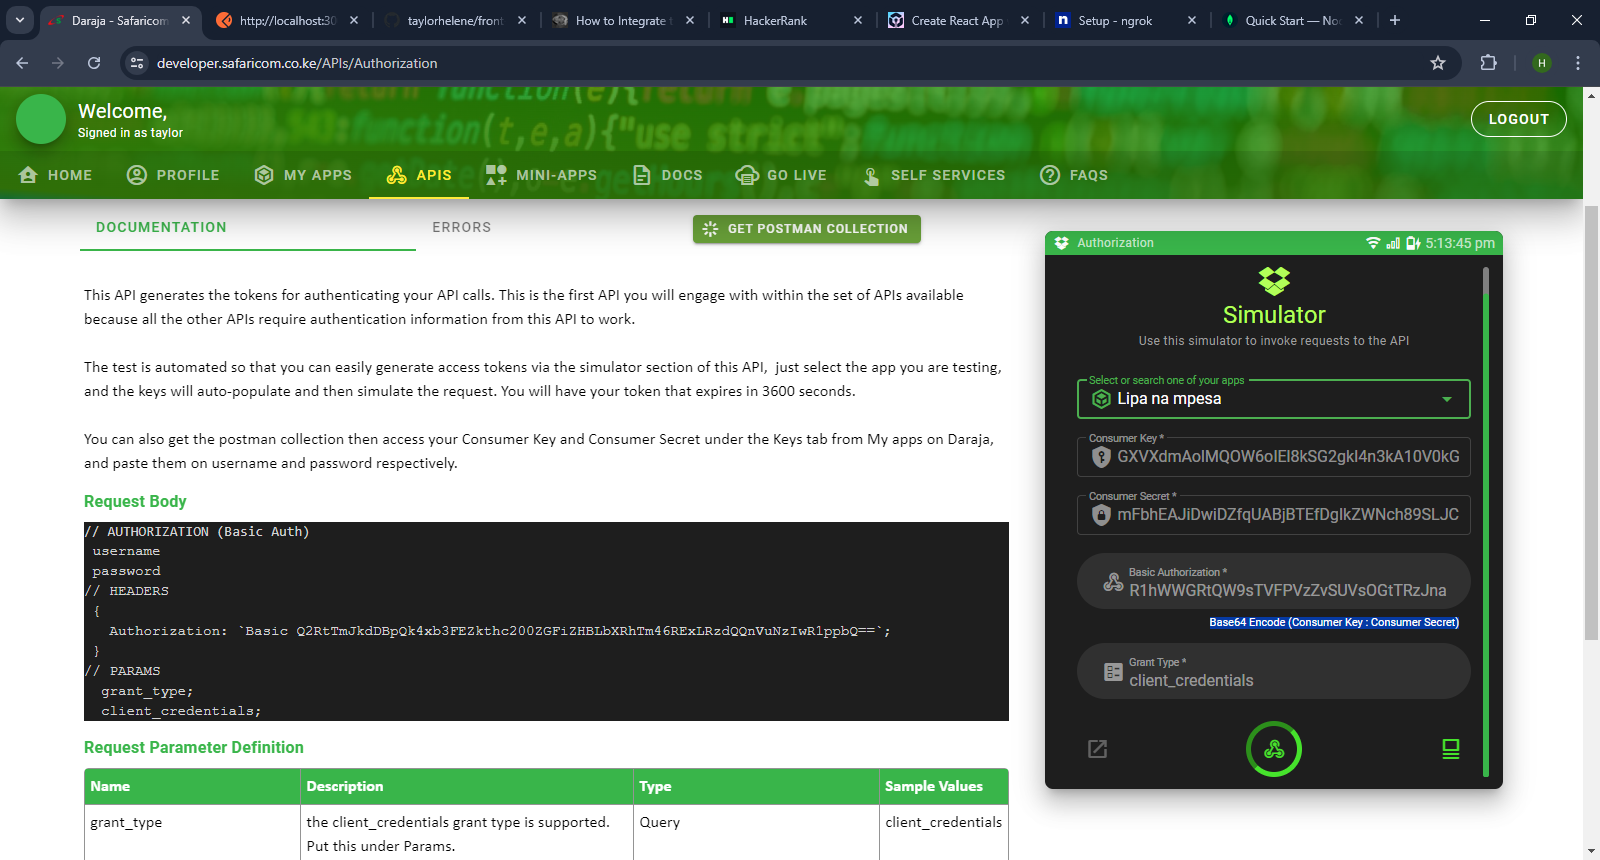 Daraja - Safaricom
http://localhost:30
taylorhelene/front
How to Integrate t
HackerRank
Create React App
Setup - ngrok
Quick Start — No
developer.safaricom.co.ke/APIs/Authorization
H
Welcome,
Signed in as taylor
LOGOUT
HOME
PROFILE
MY APPS
APIS
MINI-APPS
DOCS
GO LIVE
SELF SERVICES
FAQS
DOCUMENTATION
ERRORS
GET POSTMAN COLLECTION
This API generates the tokens for authenticating your API calls. This is the first API you will engage with within the set of APIs available
because all the other APIs require authentication information from this API to work.
The test is automated so that you can easily generate access tokens via the simulator section of this API, just select the app you are testing,
and the keys will auto-populate and then simulate the request. You will have your token that expires in 3600 seconds.
You can also get the postman collection then access your Consumer Key and Consumer Secret under the Keys tab from My apps on Daraja,
and paste them on username and password respectively.
Request Body
// AUTHORIZATION (Basic Auth)
username
password
// HEADERS
{
Authorization: `Basic Q2RtTmJkdDBpQk4xb3FEZkthc200ZGFiZHBLbXRhTm46RExLRzdQQnVuNzIwR1ppbQ==`;
}
// PARAMS
grant_type;
client_credentials;
Request Parameter Definition
Name Description Type Sample Values
grant_type the client_credentials grant type is supported. Query client_credentials
Put this under Params.
Authorization
5:13:45 pm
Simulator
Use this simulator to invoke requests to the API
Select or search one of your apps
Lipa na mpesa
Consumer Key *
GXVXdmAolMQOW6oIEl8kSG2gkl4n3kA10V0kG
Consumer Secret *
mFbhEAJiDwiDZfqUABjBTEfDglkZWNch89SLJC
Basic Authorization *
R1hWWGRtQW9sTVFPVzZvSUVsOGtTRzJna
Base64 Encode (Consumer Key : Consumer Secret)
Grant Type *
client_credentials